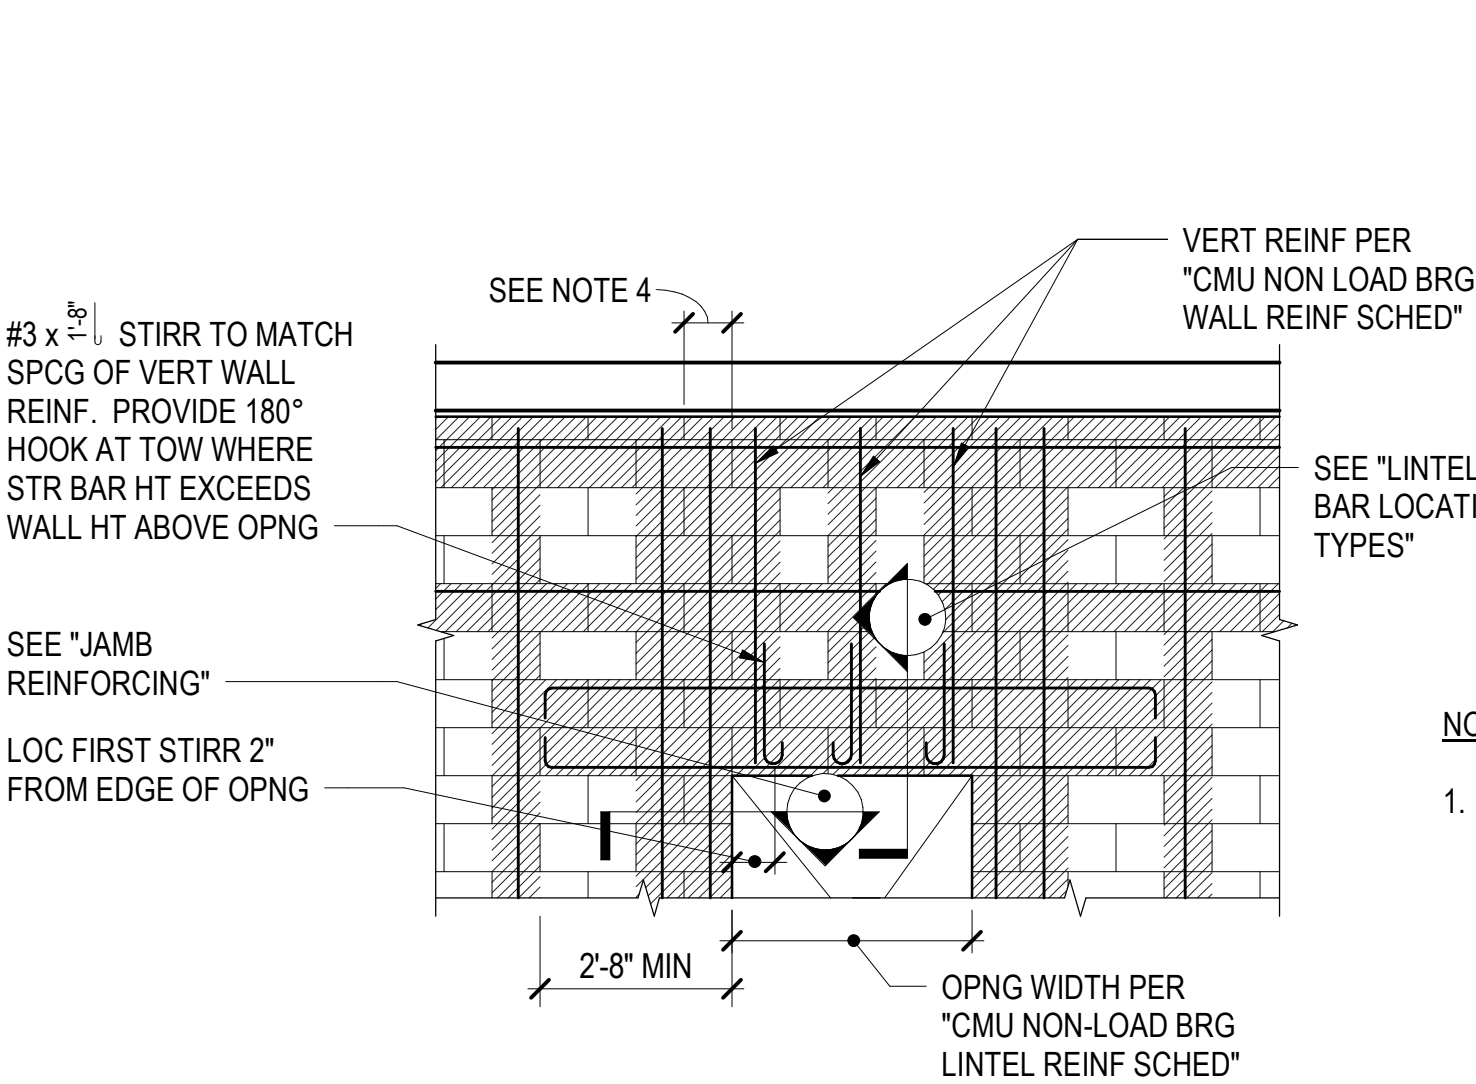 SEE NOTE 4
VERT REINF PER
"CMU NON LOAD BRG
WALL REINF SCHED"
#3 x 1'-8" STIRR TO MATCH
SPCG OF VERT WALL
REINF. PROVIDE 180°
HOOK AT TOW WHERE
STR BAR HT EXCEEDS
WALL HT ABOVE OPNG
SEE "LINTEL
BAR LOCATI
TYPES"
SEE "JAMB
REINFORCING"
LOC FIRST STIRR 2"
FROM EDGE OF OPNG
NO
1.
2'-8" MIN
OPNG WIDTH PER
"CMU NON-LOAD BRG
LINTEL REINF SCHED"